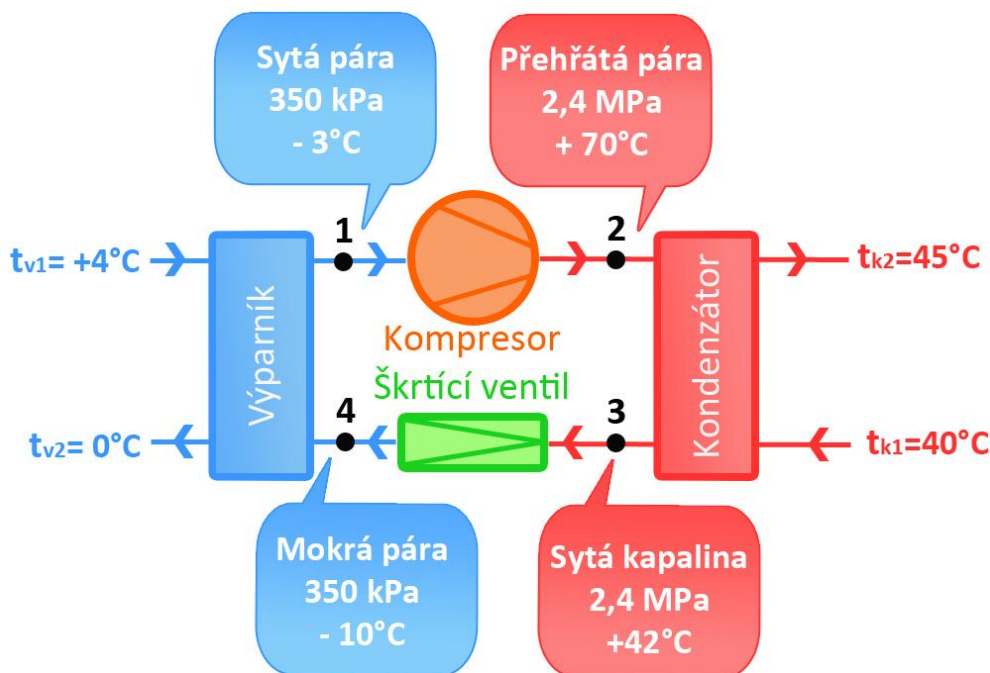 Sytá pára
350 kPa
- 3°C
Přehřátá pára
2,4 MPa
+ 70°C
1
2
tv1= +4°C
tk2=45°C
Výparník
Kompresor
Kondenzátor
Škrtící ventil
4
3
tv2= 0°C
tk1=40°C
Mokrá pára
350 kPa
- 10°C
Sytá kapalina
2,4 MPa
+42°C